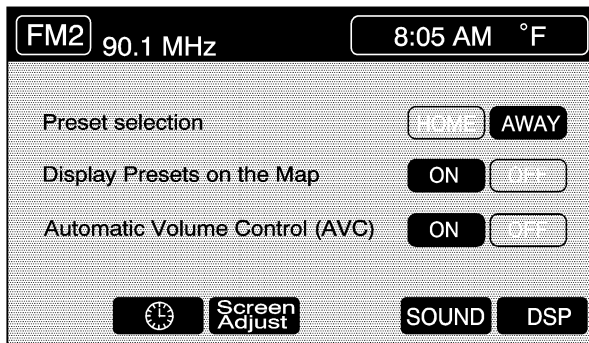 FM2 90.1 MHz 8:05 AM °F
Preset selection HOME AWAY
Display Presets on the Map ON OFF
Automatic Volume Control (AVC) ON OFF
Screen
Adjust
SOUND DSP